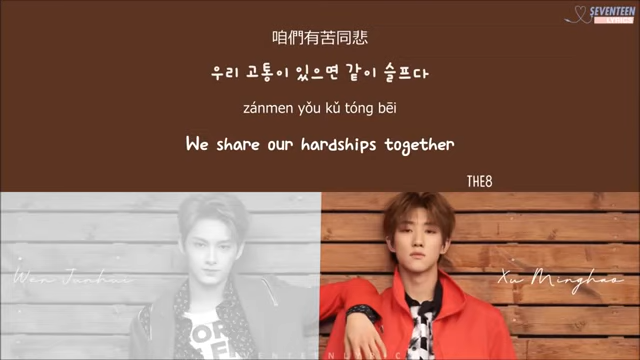 SEVENTEEN
咱們有苦同悲
우리 고통이 있으면 같이 슬프다
zánmen yǒu kǔ tóng bēi
We share our hardships together
THE8
Wen Junhui
Xu Minghao